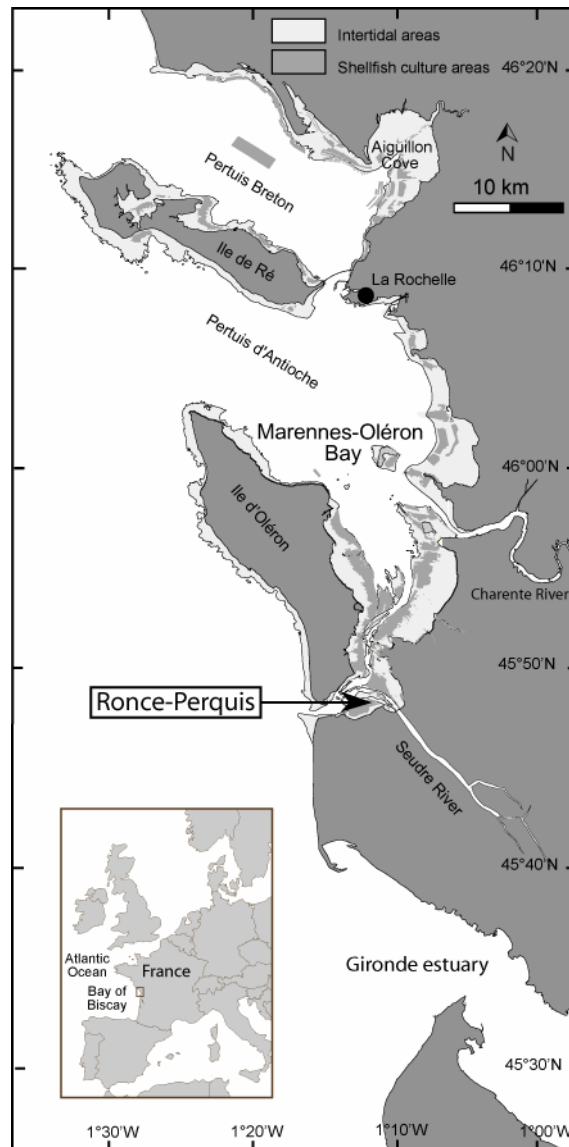 Intertidal areas
Shellfish culture areas
46°20'N
Aiguillon
Cove
N
10 km
Pertuis Breton
Ile de Ré
46°10'N
La Rochelle
Pertuis d'Antioche
Marennes-Oléron
Bay
46°00'N
Ile d'Oléron
Charente River
45°50'N
Ronce-Perquis
Seudre River
45°40'N
Atlantic
Ocean
France
Bay of
Biscay
Gironde estuary
45°30'N
1°30'W
1°20'W
1°10'W
1°00'W